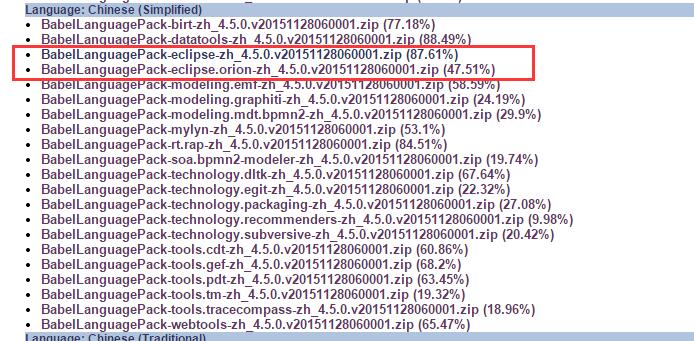 Language: Chinese (Simplified)
BabelLanguagePack-birt-zh_4.5.0.v20151128060001.zip (77.18%)
BabelLanguagePack-datatools-zh_4.5.0.v20151128060001.zip (88.49%)
BabelLanguagePack-eclipse-zh_4.5.0.v20151128060001.zip (87.61%)
BabelLanguagePack-eclipse.orion-zh_4.5.0.v20151128060001.zip (47.51%)
BabelLanguagePack-modeling.emf-zh_4.5.0.v20151128060001.zip (58.59%)
BabelLanguagePack-modeling.graphiti-zh_4.5.0.v20151128060001.zip (24.19%)
BabelLanguagePack-modeling.mdt.bpmn2-zh_4.5.0.v20151128060001.zip (29.9%)
BabelLanguagePack-mylyn-zh_4.5.0.v20151128060001.zip (53.1%)
BabelLanguagePack-rt.rap-zh_4.5.0.v20151128060001.zip (84.51%)
BabelLanguagePack-soa.bpmn2-modeler-zh_4.5.0.v20151128060001.zip (19.74%)
BabelLanguagePack-technology.dltk-zh_4.5.0.v20151128060001.zip (67.64%)
BabelLanguagePack-technology.egit-zh_4.5.0.v20151128060001.zip (22.32%)
BabelLanguagePack-technology.packaging-zh_4.5.0.v20151128060001.zip (27.08%)
BabelLanguagePack-technology.recommenders-zh_4.5.0.v20151128060001.zip (9.98%)
BabelLanguagePack-technology.subversive-zh_4.5.0.v20151128060001.zip (20.42%)
BabelLanguagePack-tools.cdt-zh_4.5.0.v20151128060001.zip (60.86%)
BabelLanguagePack-tools.gef-zh_4.5.0.v20151128060001.zip (68.2%)
BabelLanguagePack-tools.pdt-zh_4.5.0.v20151128060001.zip (63.45%)
BabelLanguagePack-tools.tm-zh_4.5.0.v20151128060001.zip (19.32%)
BabelLanguagePack-tools.tracecompass-zh_4.5.0.v20151128060001.zip (18.96%)
BabelLanguagePack-webtools-zh_4.5.0.v20151128060001.zip (65.47%)
Language: Chinese (Traditional)